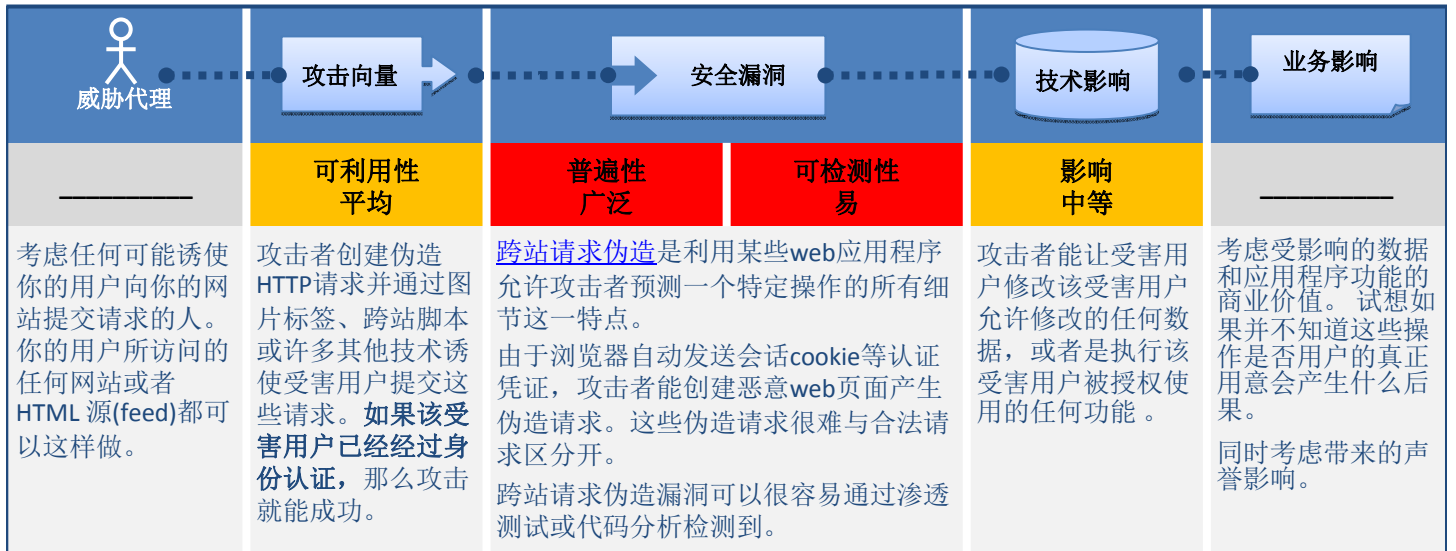 威胁代理
攻击向量
安全漏洞
技术影响
业务影响
__________
可利用性
平均
普遍性
广泛
可检测性
易
影响
中等
__________
考虑任何可能诱使
你的用户向你的网
站提交请求的人。
你的用户所访问的
任何网站或者
HTML 源(feed)都可
以这样做。
攻击者创建伪造
HTTP请求并通过图
片标签、跨站脚本
或许多其他技术诱
使受害用户提交这
些请求。如果该受
害用户已经经过身
份认证,那么攻击
就能成功。
跨站请求伪造是利用某些web应用程序
允许攻击者预测一个特定操作的所有细
节这一特点。
由于浏览器自动发送会话cookie等认证
凭证,攻击者能创建恶意web页面产生
伪造请求。这些伪造请求很难与合法请
求区分开。
跨站请求伪造漏洞可以很容易通过渗透
测试或代码分析检测到。
攻击者能让受害用
户修改该受害用户
允许修改的任何数
据，或者是执行该
受害用户被授权使
用的任何功能 。
考虑受影响的数据
和应用程序功能的
商业价值。 试想如
果并不知道这些操
作是否用户的真正
用意会产生什么后
果。
同时考虑带来的声
誉影响。